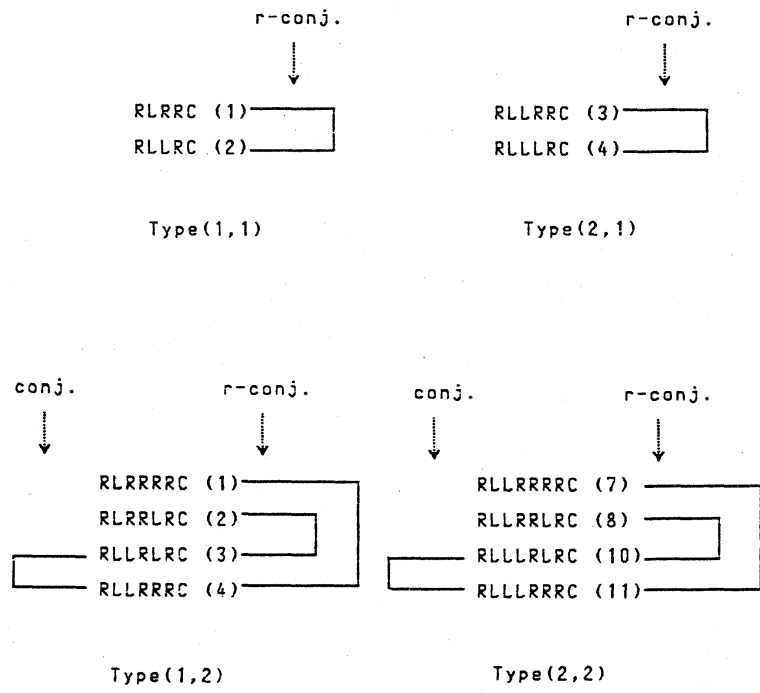 r-conj. r-conj.
RLRRC (1) RLLRRC (3)
RLLRC (2) RLLLRC (4)
Type(1,1) Type(2,1)
conj. r-conj. conj. r-conj.
RLRRRRC (1) RLLRRRRC (7)
RLRRLRC (2) RLLRRLRC (8)
RLLRLRC (3) RLLLRLRC (10)
RLLRRRC (4) RLLLRRRC (11)
Type(1,2) Type(2,2)